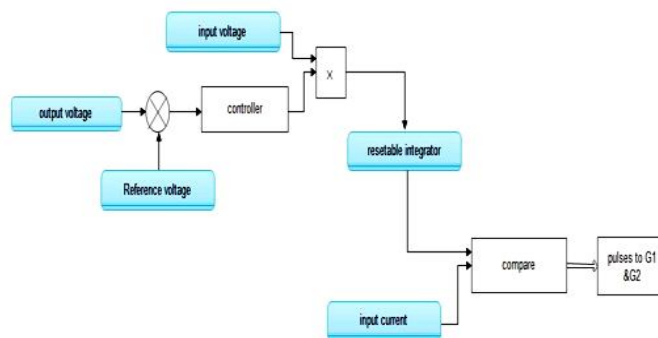 input voltage
X
output voltage
controller
resetable integrator
Reference voltage
compare
pulses to G1
&G2
input current